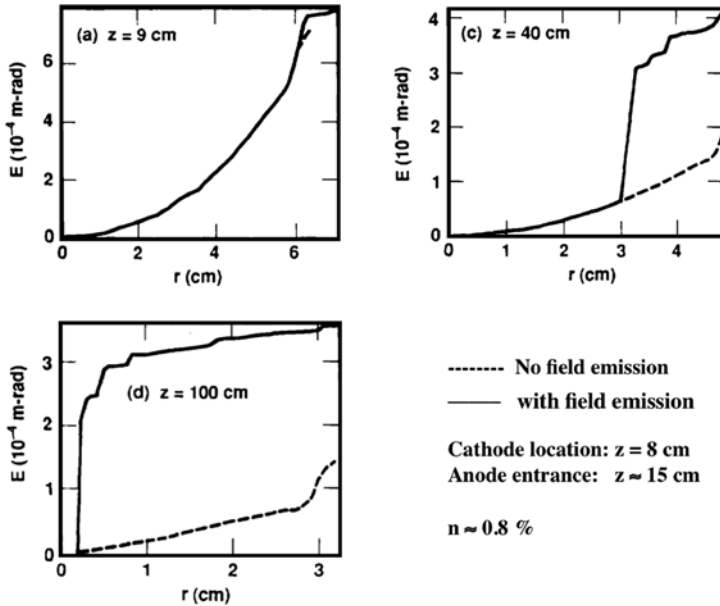 (a) z = 9 cm
E (10⁻⁴ m-rad)
6
4
2
0
0 2 4 6
r (cm)
(c) z = 40 cm
E (10⁻⁴ m-rad)
4
3
2
1
0
0 1 2 3 4
r (cm)
(d) z = 100 cm
E (10⁻⁴ m-rad)
3
2
1
0
0 1 2 3
r (cm)
No field emission
with field emission
Cathode location: z = 8 cm
Anode entrance: z ≈ 15 cm
n ≈ 0.8 %